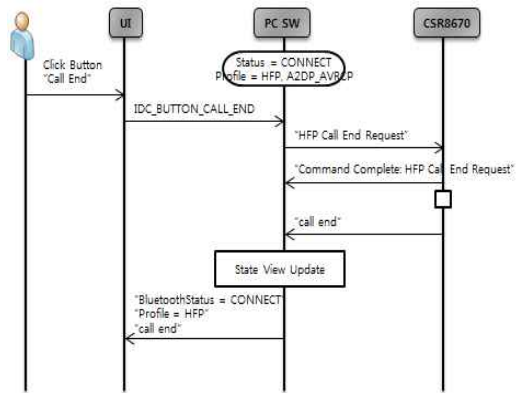 UI
PC SW
CSR8670
Status = CONNECT
Profile = HFP, A2DP_AVRCP
Click Button
"Call End"
IDC_BUTTON_CALL_END
"HFP Call End Request"
"Command Complete: HFP Call End Request"
"call end"
State View Update
"BluetoothStatus = CONNECT"
"Profile = HFP"
"call end"